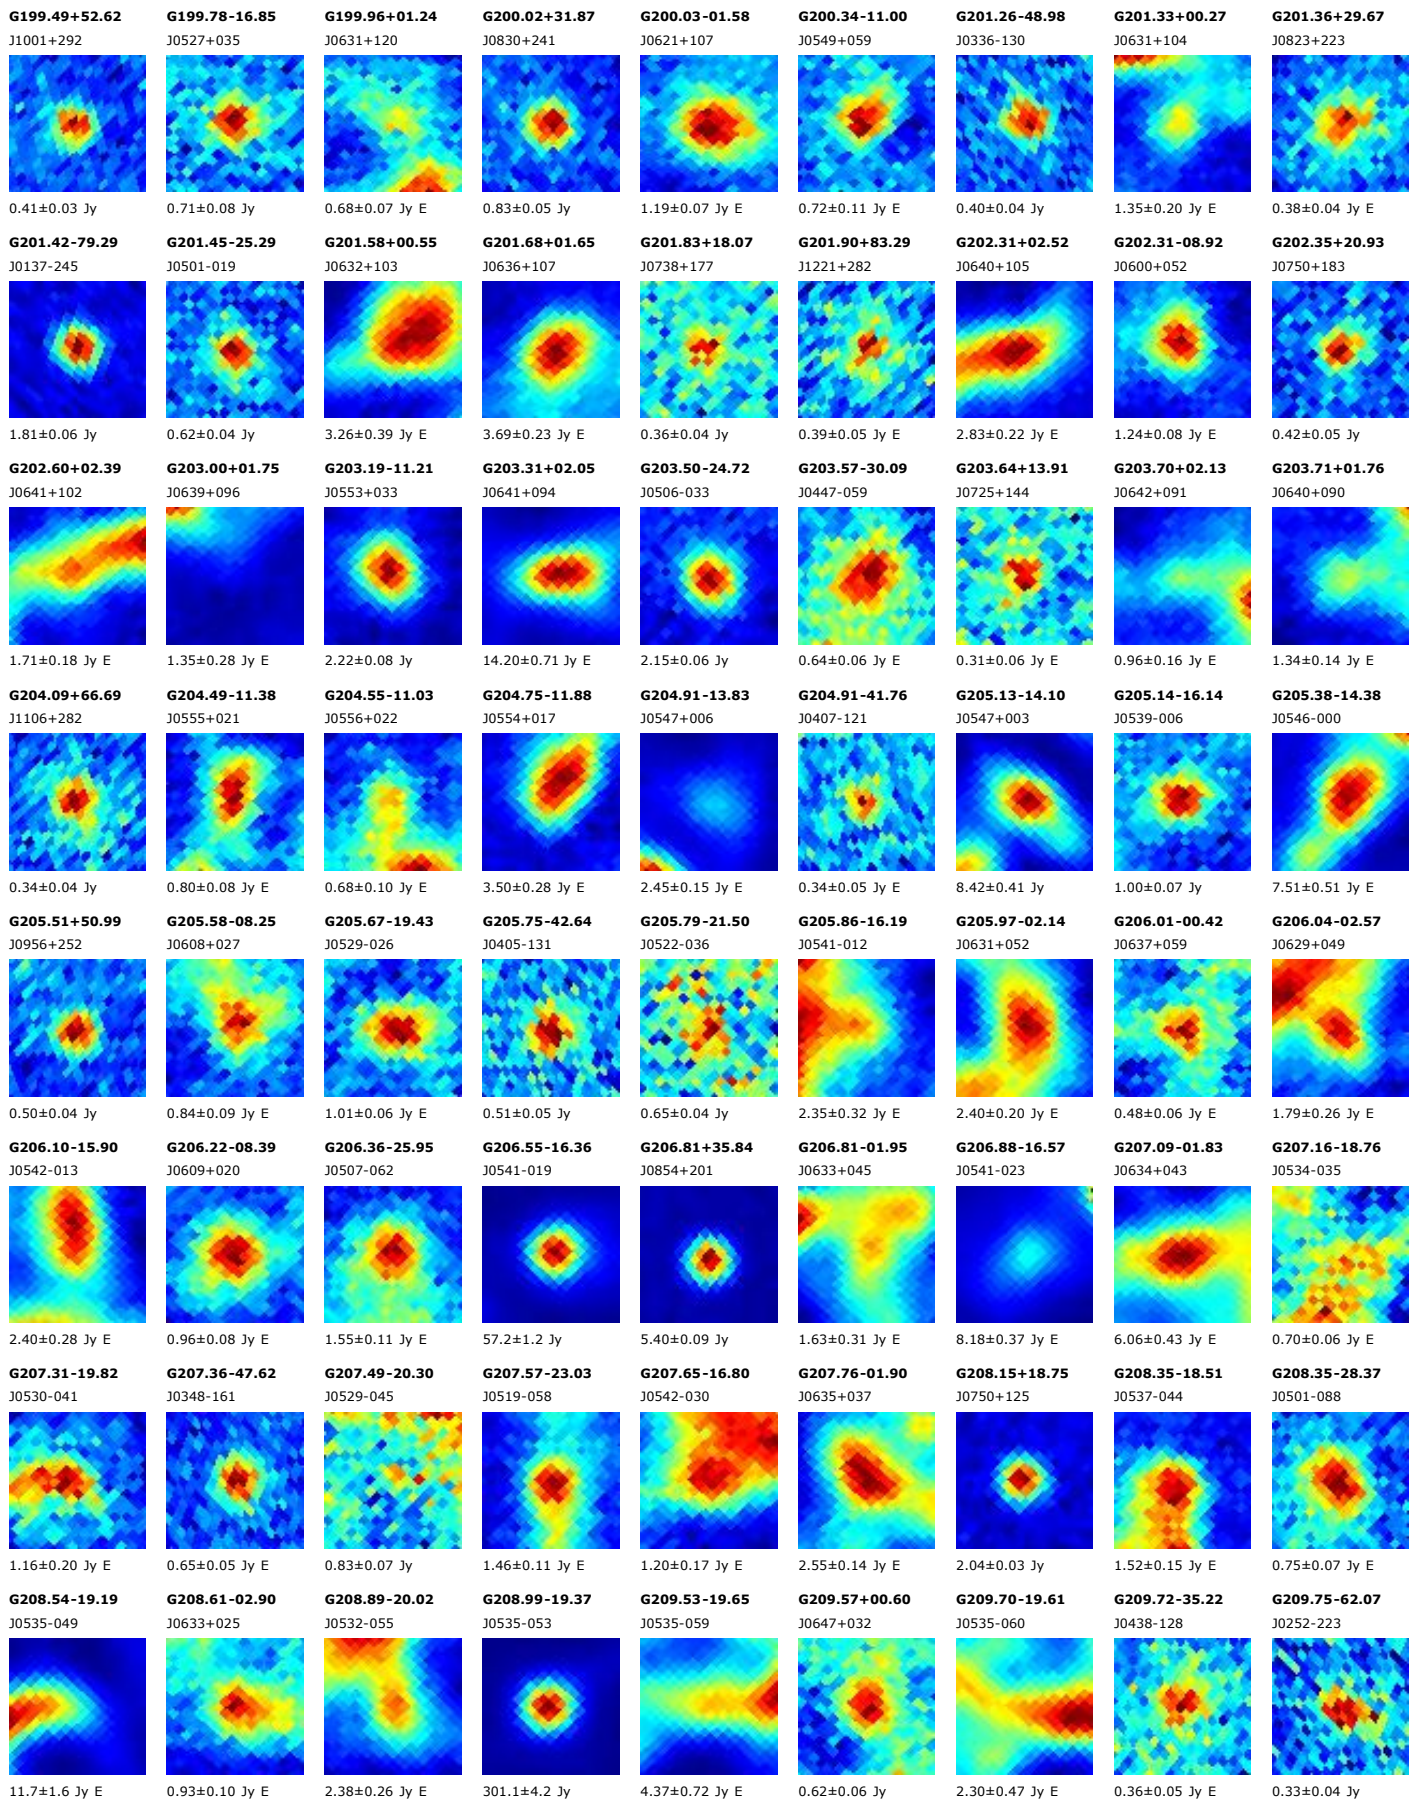 G199.49+52.62 G199.78-16.85 G199.96+01.24 G200.02+31.87 G200.03-01.58 G200.34-11.00 G201.26-48.98 G201.33+00.27 G201.36+29.67
J1001+292 J0527+035 J0631+120 J0830+241 J0621+107 J0549+059 J0336-130 J0631+104 J0823+223
0.41±0.03 Jy 0.71±0.08 Jy 0.68±0.07 Jy E 0.83±0.05 Jy 1.19±0.07 Jy E 0.72±0.11 Jy E 0.40±0.04 Jy 1.35±0.20 Jy E 0.38±0.04 Jy E
G201.42-79.29 G201.45-25.29 G201.58+00.55 G201.68+01.65 G201.83+18.07 G201.90+83.29 G202.31+02.52 G202.31-08.92 G202.35+20.93
J0137-245 J0501-019 J0632+103 J0636+107 J0738+177 J1221+282 J0640+105 J0600+052 J0750+183
1.81±0.06 Jy 0.62±0.04 Jy 3.26±0.39 Jy E 3.69±0.23 Jy E 0.36±0.04 Jy 0.39±0.05 Jy E 2.83±0.22 Jy E 1.24±0.08 Jy E 0.42±0.05 Jy
G202.60+02.39 G203.00+01.75 G203.19-11.21 G203.31+02.05 G203.50-24.72 G203.57-30.09 G203.64+13.91 G203.70+02.13 G203.71+01.76
J0641+102 J0639+096 J0553+033 J0641+094 J0506-033 J0447-059 J0725+144 J0642+091 J0640+090
1.71±0.18 Jy E 1.35±0.28 Jy E 2.22±0.08 Jy 14.20±0.71 Jy E 2.15±0.06 Jy 0.64±0.06 Jy E 0.31±0.06 Jy E 0.96±0.16 Jy E 1.34±0.14 Jy E
G204.09+66.69 G204.49-11.38 G204.55-11.03 G204.75-11.88 G204.91-13.83 G204.91-41.76 G205.13-14.10 G205.14-16.14 G205.38-14.38
J1106+282 J0555+021 J0556+022 J0554+017 J0547+006 J0407-121 J0547+003 J0539-006 J0546-000
0.34±0.04 Jy 0.80±0.08 Jy E 0.68±0.10 Jy E 3.50±0.28 Jy E 2.45±0.15 Jy E 0.34±0.05 Jy E 8.42±0.41 Jy 1.00±0.07 Jy 7.51±0.51 Jy E
G205.51+50.99 G205.58-08.25 G205.67-19.43 G205.75-42.64 G205.79-21.50 G205.86-16.19 G205.97-02.14 G206.01-00.42 G206.04-02.57
J0956+252 J0608+027 J0529-026 J0405-131 J0522-036 J0541-012 J0631+052 J0637+059 J0629+049
0.50±0.04 Jy 0.84±0.09 Jy E 1.01±0.06 Jy E 0.51±0.05 Jy 0.65±0.04 Jy 2.35±0.32 Jy E 2.40±0.20 Jy E 0.48±0.06 Jy E 1.79±0.26 Jy E
G206.10-15.90 G206.22-08.39 G206.36-25.95 G206.55-16.36 G206.81+35.84 G206.81-01.95 G206.88-16.57 G207.09-01.83 G207.16-18.76
J0542-013 J0609+020 J0507-062 J0541-019 J0854+201 J0633+045 J0541-023 J0634+043 J0534-035
2.40±0.28 Jy E 0.96±0.08 Jy E 1.55±0.11 Jy E 57.2±1.2 Jy 5.40±0.09 Jy 1.63±0.31 Jy E 8.18±0.37 Jy E 6.06±0.43 Jy E 0.70±0.06 Jy E
G207.31-19.82 G207.36-47.62 G207.49-20.30 G207.57-23.03 G207.65-16.80 G207.76-01.90 G208.15+18.75 G208.35-18.51 G208.35-28.37
J0530-041 J0348-161 J0529-045 J0519-058 J0542-030 J0635+037 J0750+125 J0537-044 J0501-088
1.16±0.20 Jy E 0.65±0.05 Jy E 0.83±0.07 Jy 1.46±0.11 Jy E 1.20±0.17 Jy E 2.55±0.14 Jy E 2.04±0.03 Jy 1.52±0.15 Jy E 0.75±0.07 Jy E
G208.54-19.19 G208.61-02.90 G208.89-20.02 G208.99-19.37 G209.53-19.65 G209.57+00.60 G209.70-19.61 G209.72-35.22 G209.75-62.07
J0535-049 J0633+025 J0532-055 J0535-053 J0535-059 J0647+032 J0535-060 J0438-128 J0252-223
11.7±1.6 Jy E 0.93±0.10 Jy E 2.38±0.26 Jy E 301.1±4.2 Jy 4.37±0.72 Jy E 0.62±0.06 Jy 2.30±0.47 Jy E 0.36±0.05 Jy E 0.33±0.04 Jy